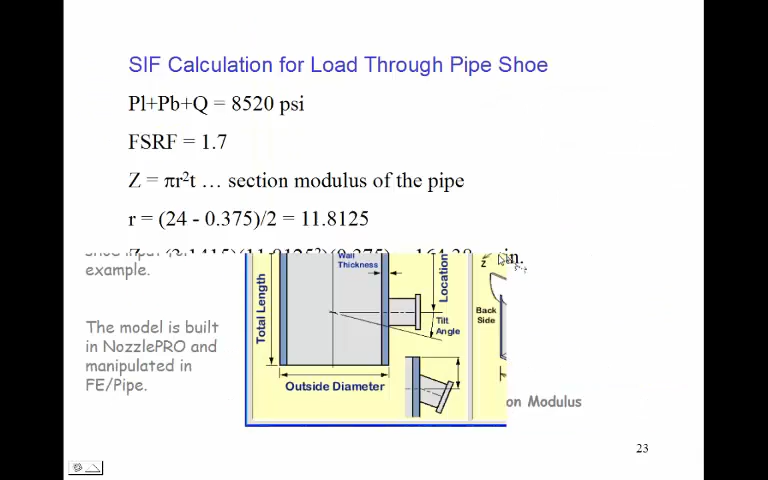 SIF Calculation for Load Through Pipe Shoe
Pl+Pb+Q = 8520 psi
FSRF = 1.7
Z = πr²t … section modulus of the pipe
r = (24 - 0.375)/2 = 11.8125
in.
example.
The model is built
in NozzlePRO and
manipulated in
FE/Pipe.
Wall
Thickness
Total Length
Location
Tilt
Angle
Outside Diameter
Z
Back
Side
on Modulus
23